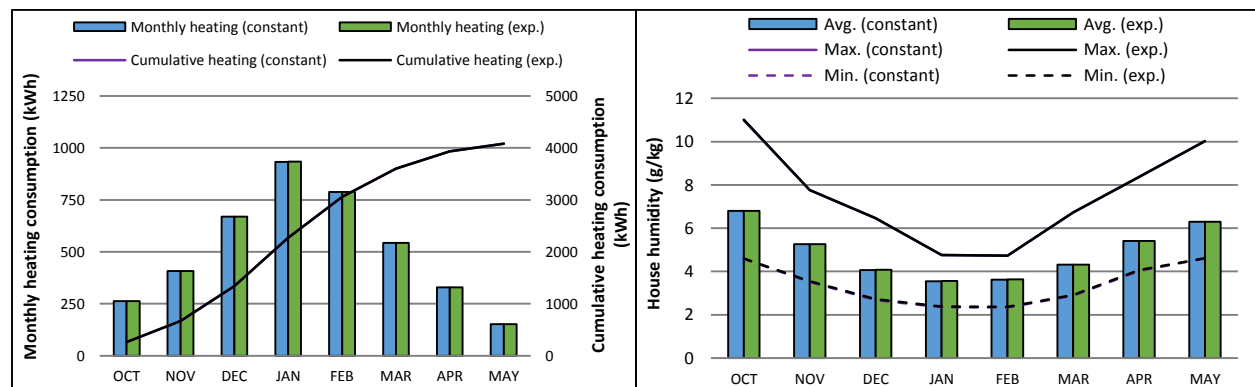 Monthly heating (constant) Monthly heating (exp.)
Cumulative heating (constant) Cumulative heating (exp.)
Monthly heating consumption (kWh)
1250
1000
750
500
250
0
5000
4000
3000
2000
1000
0
Cumulative heating consumption
(kWh)
OCT NOV DEC JAN FEB MAR APR MAY
Avg. (constant) Avg. (exp.)
Max. (constant) Max. (exp.)
Min. (constant) Min. (exp.)
House humidity (g/kg)
12
10
8
6
4
2
0
OCT NOV DEC JAN FEB MAR APR MAY